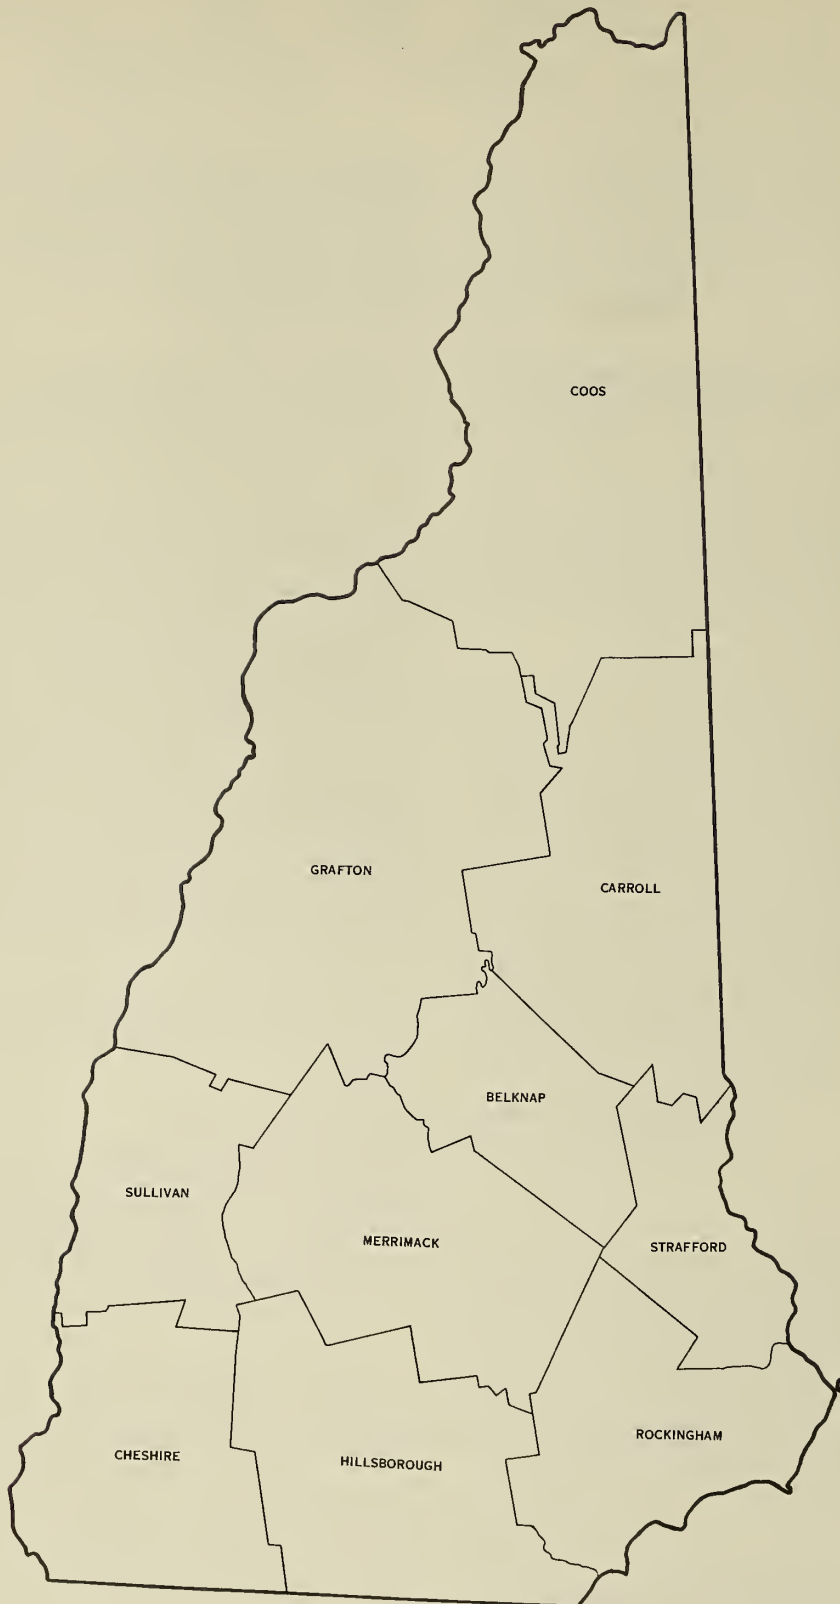 COOS
GRAFTON
CARROLL
BELKNAP
SULLIVAN
MERRIMACK
STRAFFORD
ROCKINGHAM
CHESHIRE
HILLSBOROUGH